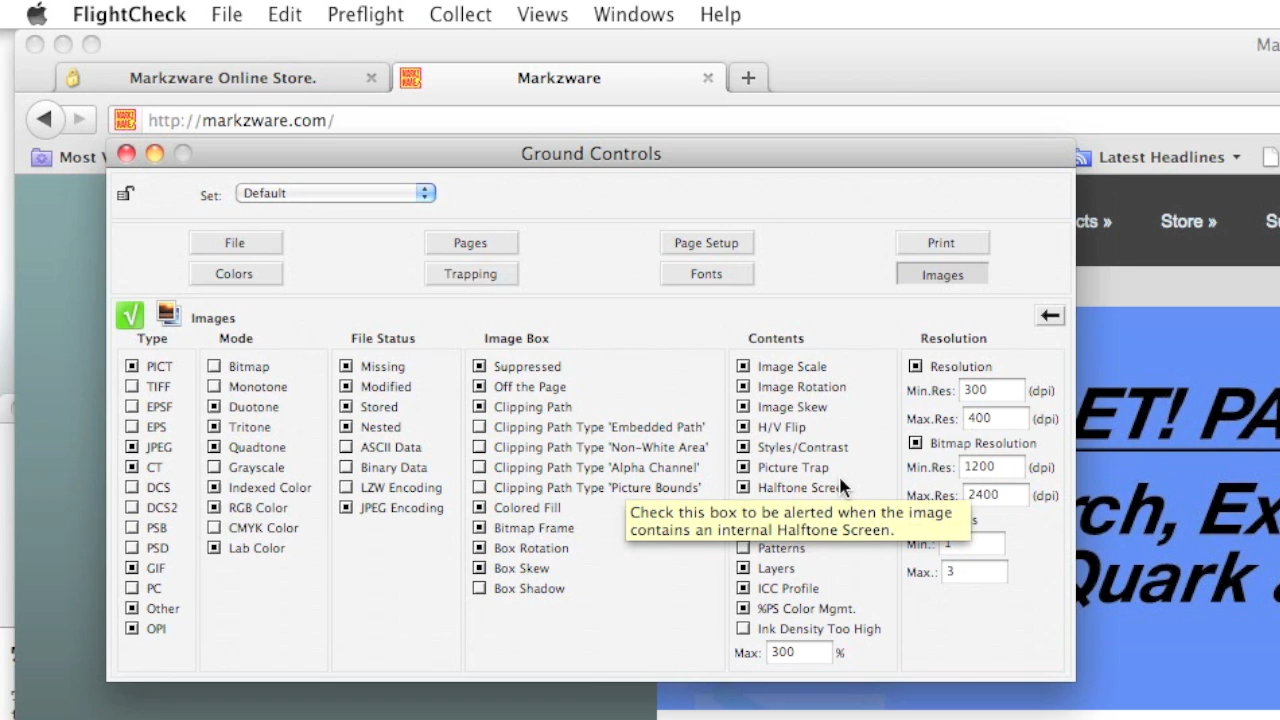 FlightCheck File Edit Preflight Collect Views Windows Help
Ma
Markzware Online Store. Markzware
http://markzware.com/
Most Latest Headlines
Ground Controls
Set: Default
Store »
File Pages Page Setup Print
Colors Trapping Fonts Images
Images
Type Mode File Status Image Box Contents Resolution
PICT Bitmap Missing Suppressed Image Scale Resolution
TIFF Monotone Modified Off the Page Image Rotation Min.Res: 300 (dpi)
EPSF Duotone Stored Clipping Path Image Skew Max.Res: 400 (dpi)
EPS Tritone Nested Clipping Path Type 'Embedded Path' H/V Flip
JPEG Quadtone ASCII Data Clipping Path Type 'Non-White Area' Styles/Contrast Bitmap Resolution
CT Grayscale Binary Data Clipping Path Type 'Alpha Channel' Picture Trap Min.Res: 1200 (dpi)
DCS Indexed Color LZW Encoding Clipping Path Type 'Picture Bounds' Halftone Scree Max.Res: 2400 (dpi)
DCS2 RGB Color JPEG Encoding Colored Fill
Check this box to be alerted when the image
contains an internal Halftone Screen.
PSB CMYK Color Bitmap Frame
PSD Lab Color Box Rotation Patterns Min.: 1
GIF Box Skew Layers Max.: 3
PC Box Shadow ICC Profile
Other %PS Color Mgmt.
OPI Ink Density Too High
Max: 300 %
ET! PA
rch, Ex
Quark